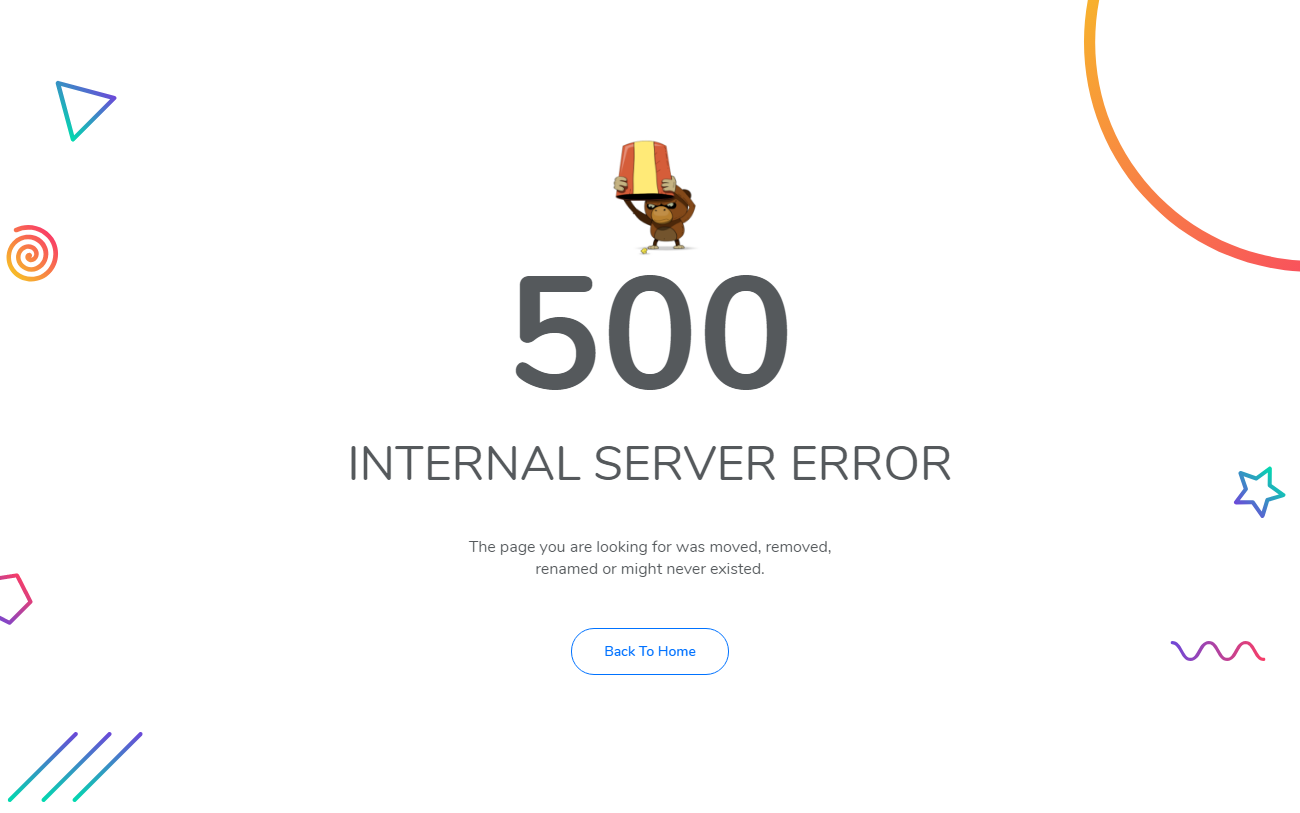 500
INTERNAL SERVER ERROR
The page you are looking for was moved, removed,
renamed or might never existed.
Back To Home